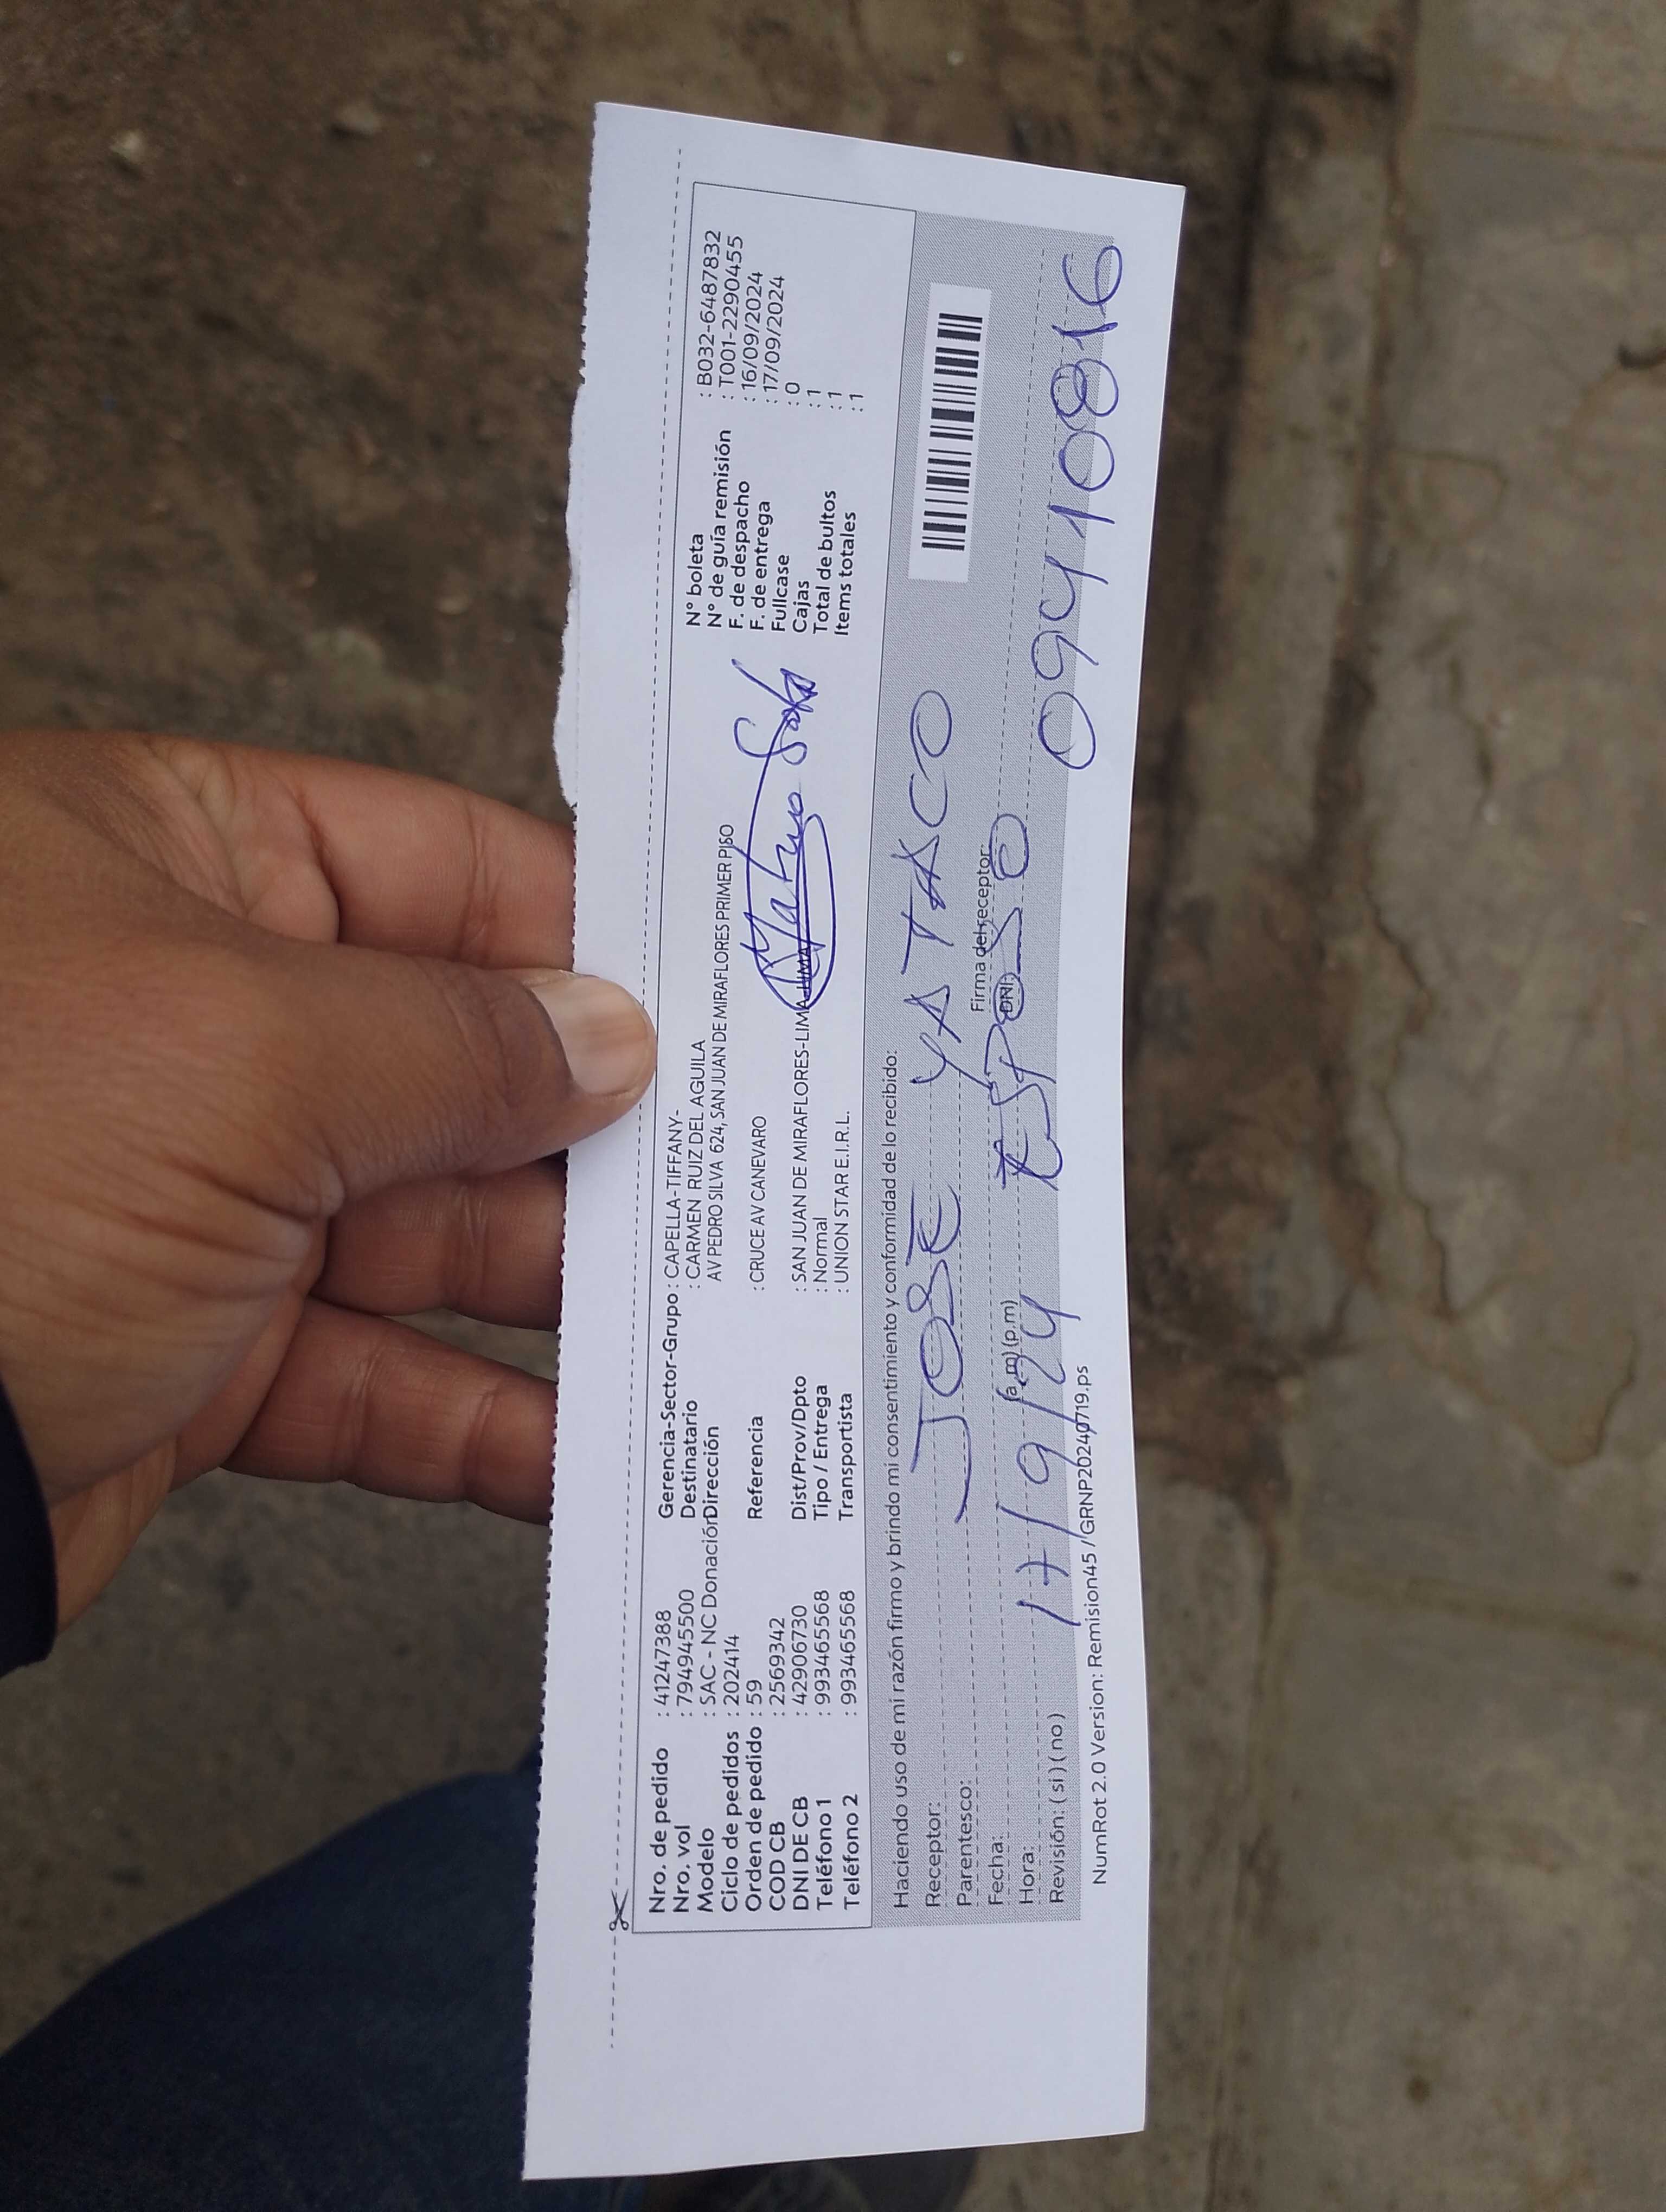 Nro. de pedido : 41247388
Nro. vol : 794945500
Modelo : SAC - NC Donación
Ciclo de pedidos : 202414
Orden de pedido : 59
COD CB : 2569342
DNI DE CB : 42906730
Teléfono 1 : 993465568
Teléfono 2 : 993465568
Gerencia-Sector-Grupo : CAPELLA-TIFFANY-
Destinatario : CARMEN RUIZ DEL AGUILA
Dirección AV PEDRO SILVA 624, SAN JUAN DE MIRAFLORES PRIMER PISO
Referencia : CRUCE AV CANEVARO
Dist/Prov/Dpto : SAN JUAN DE MIRAFLORES-LIMA-LIMA
Tipo / Entrega : Normal
Transportista : UNION STAR E.I.R.L.
N° boleta : B032-6487832
N° de guía remisión : T001-2290455
F. de despacho : 16/09/2024
F. de entrega : 17/09/2024
Fullcase : 0
Cajas : 1
Total de bultos : 1
Items totales : 1
Haciendo uso de mi razón firmo y brindo mi consentimiento y conformidad de lo recibido:
Receptor: JOSE YATACO
Parentesco: ESPOSO
Firma del receptor:
Fecha: 17/9/24
DNI: 09410816
Hora: (a.m) (p.m)
Revisión: ( si ) ( no )
NumRot 2.0 Version: Remision45 /GRNP20240719.ps